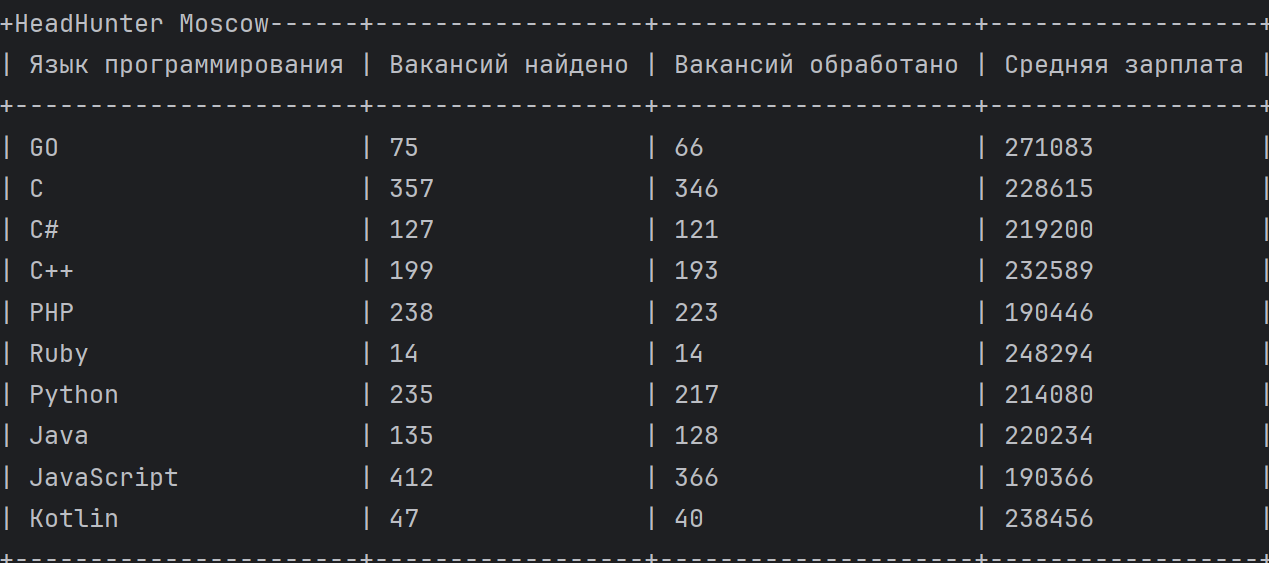 +HeadHunter Moscow------+------------------+---------------------+------------------+
| Язык программирования | Вакансий найдено | Вакансий обработано | Средняя зарплата |
+-----------------------+------------------+---------------------+------------------+
| GO                    | 75               | 66                  | 271083           |
| C                     | 357              | 346                 | 228615           |
| C#                    | 127              | 121                 | 219200           |
| C++                   | 199              | 193                 | 232589           |
| PHP                   | 238              | 223                 | 190446           |
| Ruby                  | 14               | 14                  | 248294           |
| Python                | 235              | 217                 | 214080           |
| Java                  | 135              | 128                 | 220234           |
| JavaScript            | 412              | 366                 | 190366           |
| Kotlin                | 47               | 40                  | 238456           |
+-----------------------+------------------+---------------------+------------------+